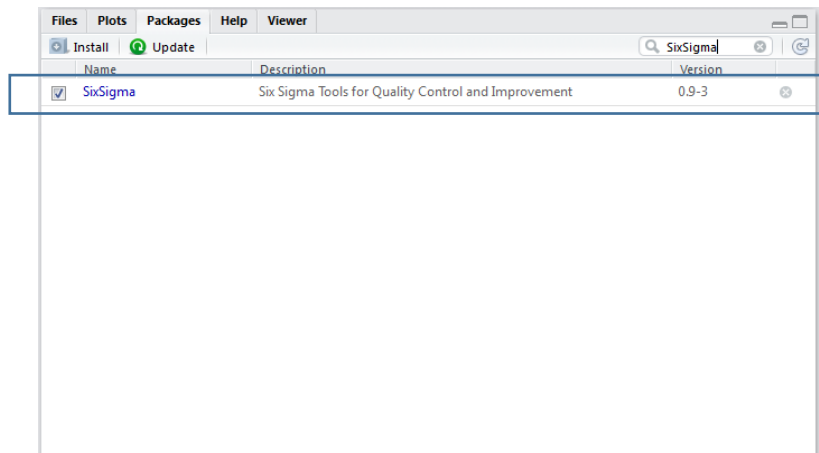 Files Plots Packages Help Viewer
Install Update SixSigma
Name Description Version
SixSigma Six Sigma Tools for Quality Control and Improvement 0.9-3